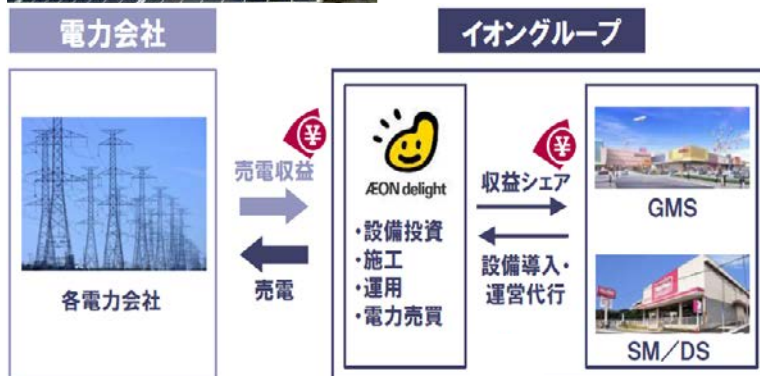 電力会社
イオングループ
¥
売電収益
売電
各電力会社
ÆON delight
・設備投資
・施工
・運用
・電力売買
¥
収益シェア
設備導入・
運営代行
GMS
SM／DS